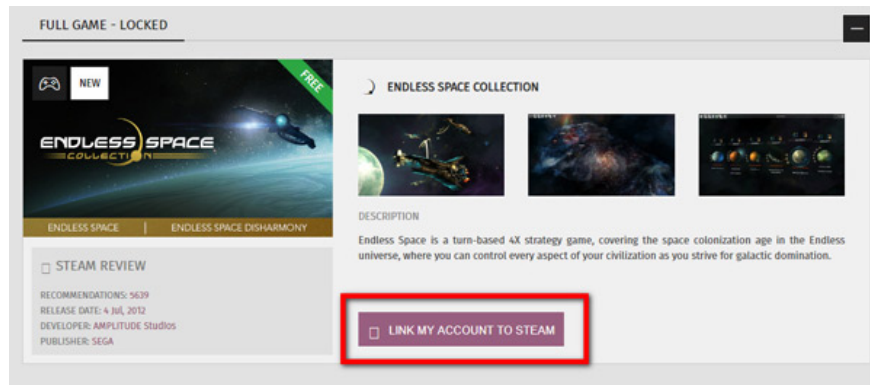 FULL GAME - LOCKED
NEW
FREE
ENDLESS SPACE
COLLECTION
ENDLESS SPACE | ENDLESS SPACE DISHARMONY
STEAM REVIEW
RECOMMENDATIONS: 5639
RELEASE DATE: 4 Jul, 2012
DEVELOPER: AMPLITUDE Studios
PUBLISHER: SEGA
ENDLESS SPACE COLLECTION
DESCRIPTION
Endless Space is a turn-based 4X strategy game, covering the space colonization age in the Endless
universe, where you can control every aspect of your civilization as you strive for galactic domination.
LINK MY ACCOUNT TO STEAM